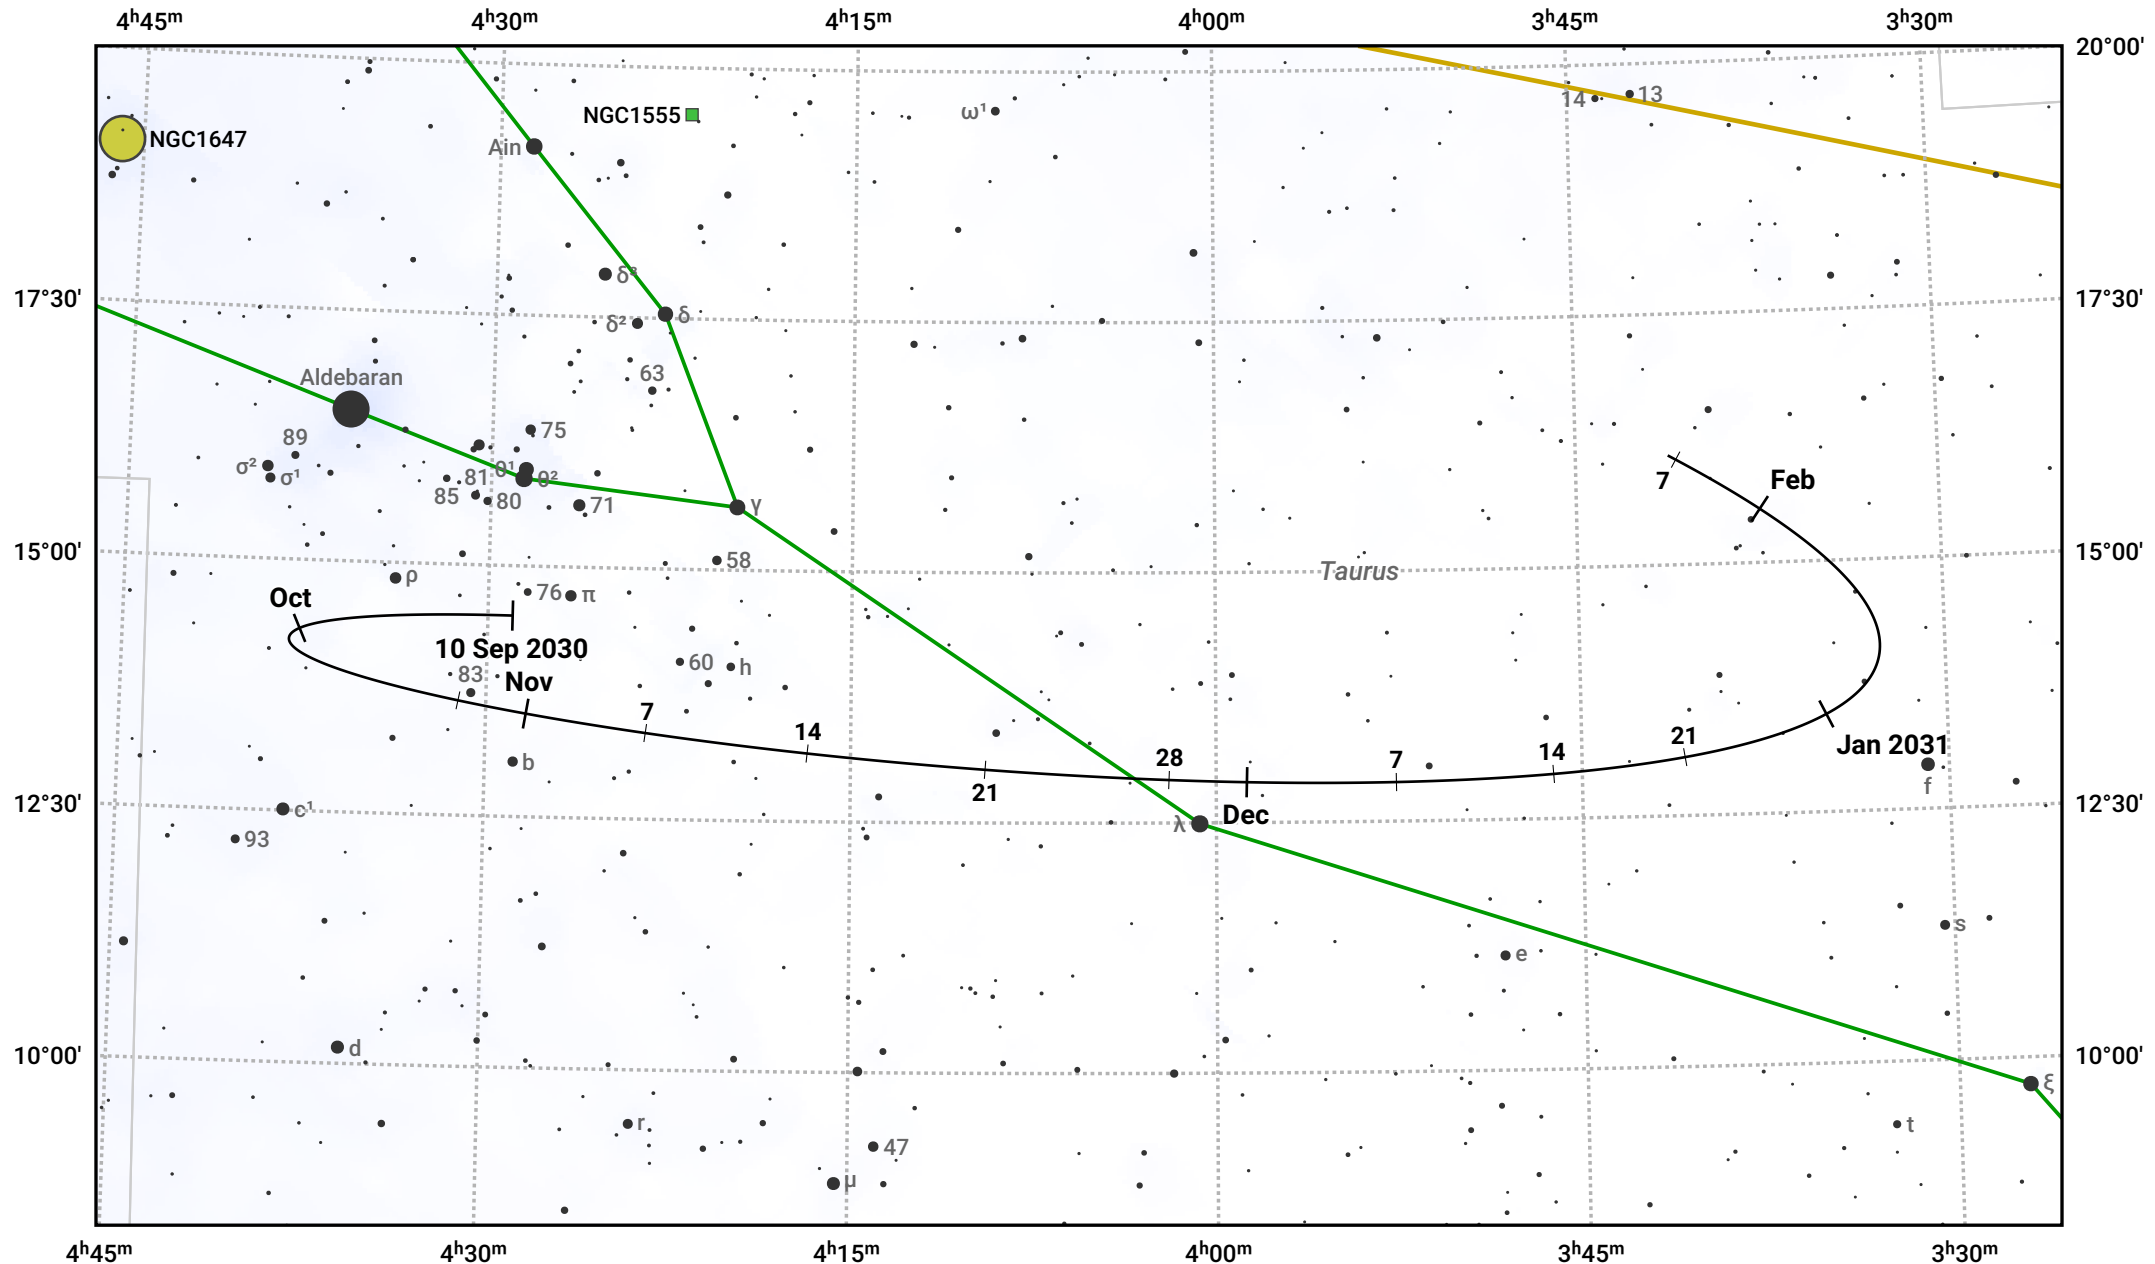 4ʰ45ᵐ 4ʰ30ᵐ 4ʰ15ᵐ 4ʰ00ᵐ 3ʰ45ᵐ 3ʰ30ᵐ
20°00' 
14 13
NGC1555 ω¹
NGC1647
Ain
δ³
17°30' 17°30'
δ² δ
63
Aldebaran
75
89
σ² σ¹
81 θ¹ θ²
85 80 71 γ
7 Feb
15°00' 15°00'
58
Taurus
ρ 76 π
Oct
10 Sep 2030
83 60 h
Nov
7 14 21 28
b
Dec
7 14 21
Jan 2031
f
12°30' 12°30'
c¹
93
λ
s
e
10°00' 10°00'
d
ξ
r
t
47
μ
4ʰ45ᵐ 4ʰ30ᵐ 4ʰ15ᵐ 4ʰ00ᵐ 3ʰ45ᵐ 3ʰ30ᵐ